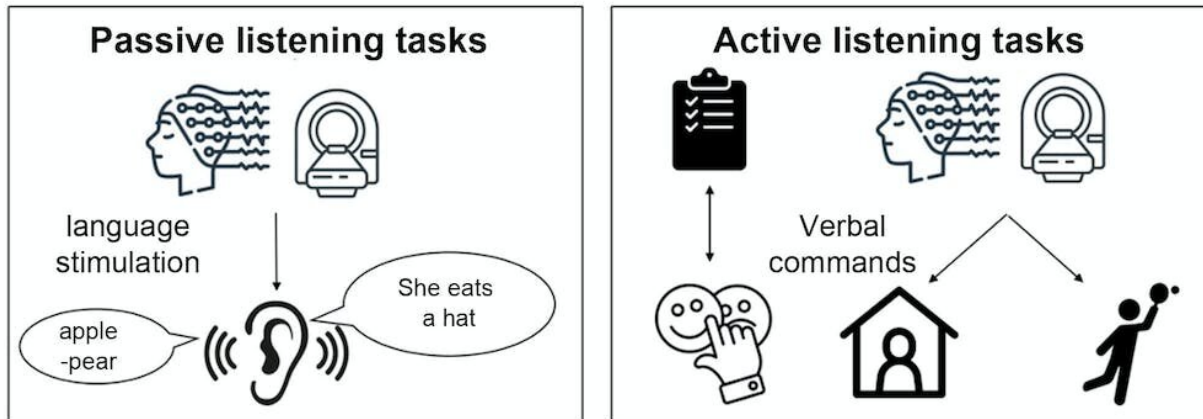 Passive listening tasks
language
stimulation
She eats
a hat
apple
-pear
Active listening tasks
Verbal
commands